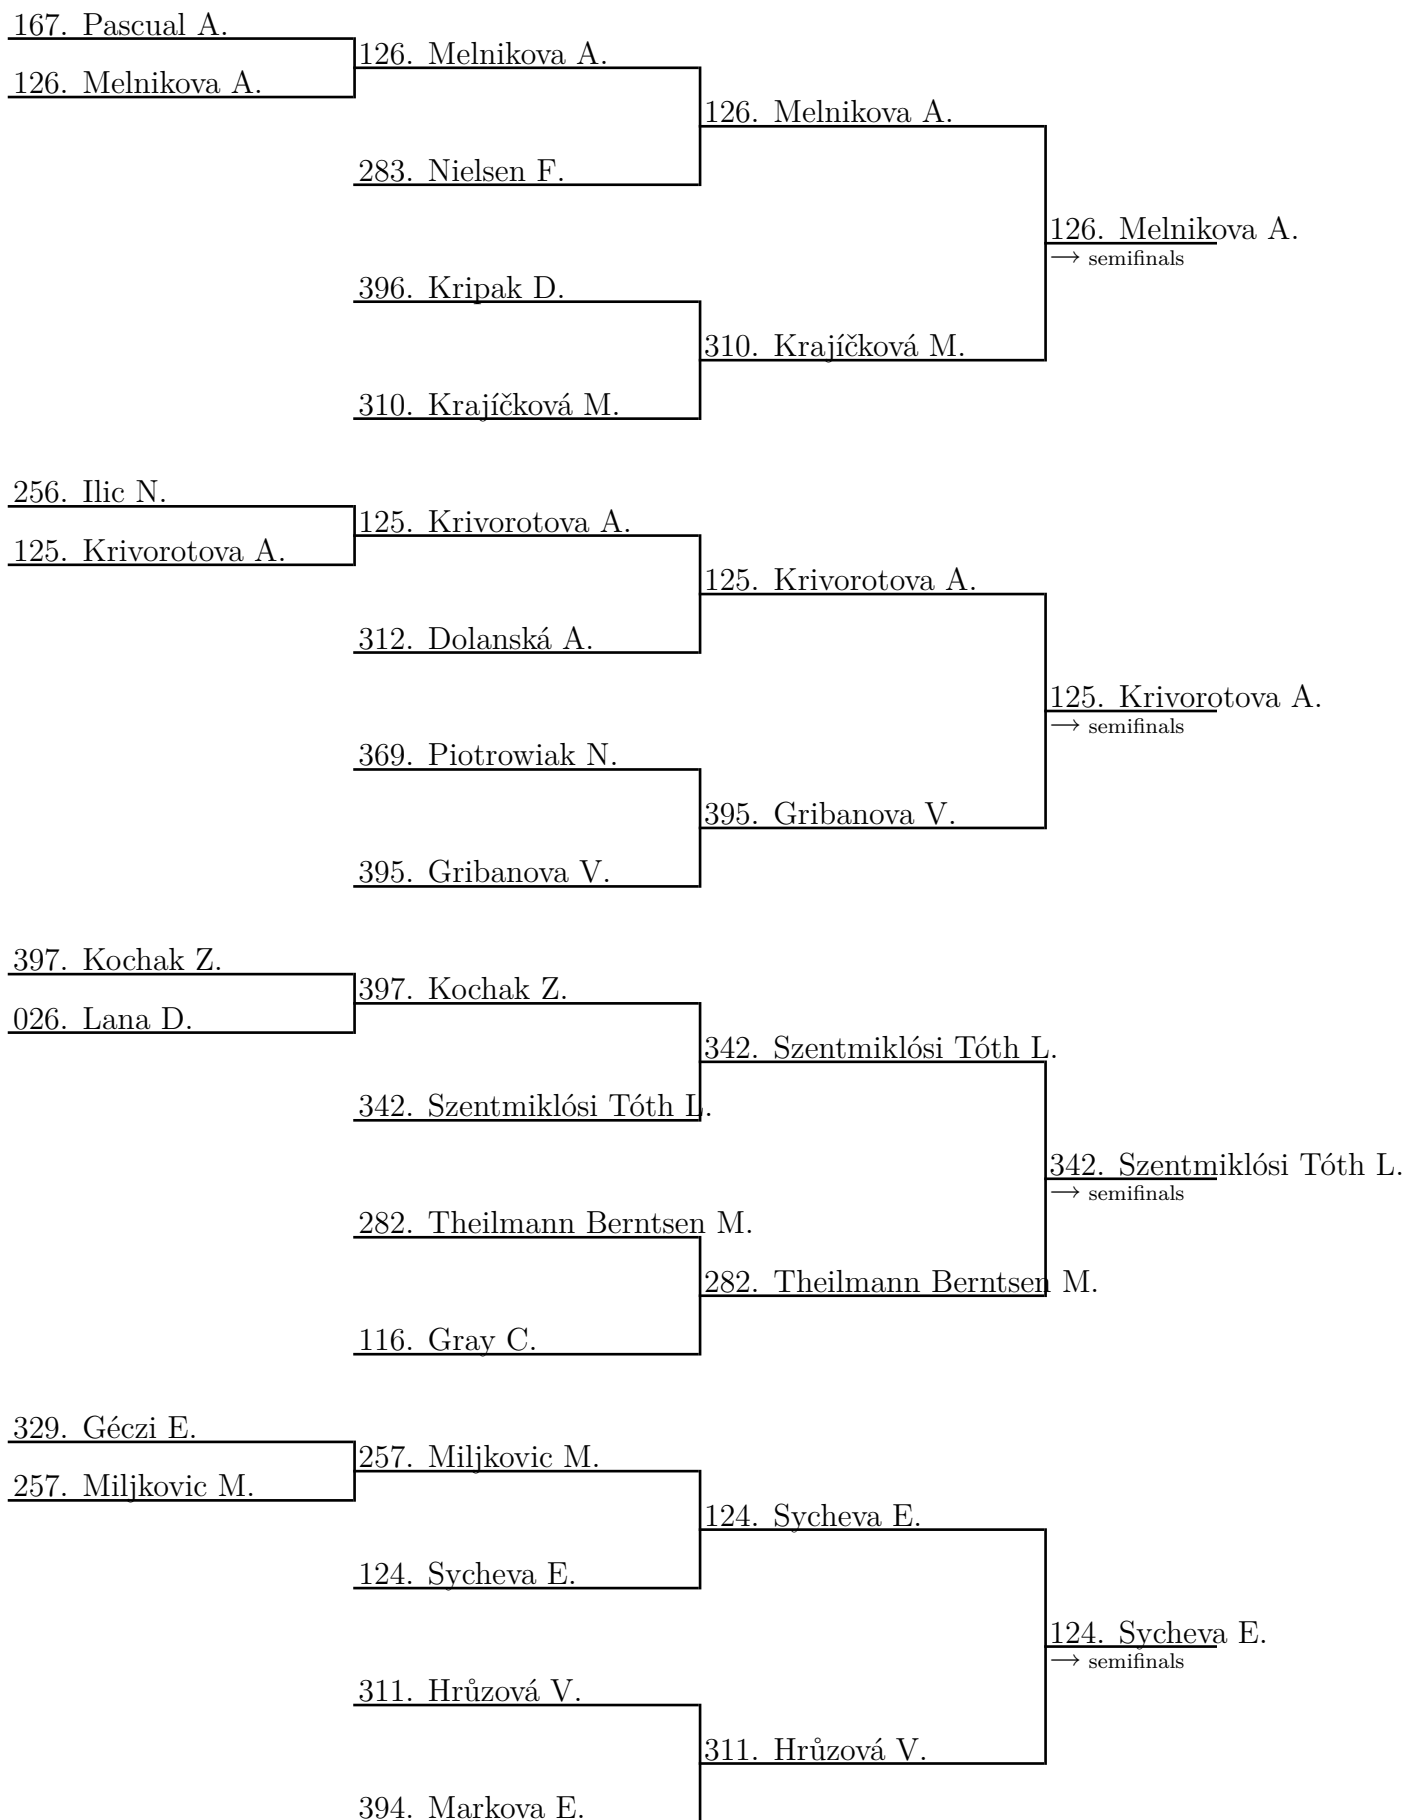 167. Pascual A.
126. Melnikova A.
126. Melnikova A.
126. Melnikova A.
283. Nielsen F.
126. Melnikova A.
→ semifinals
396. Kripak D.
310. Krajíčková M.
310. Krajíčková M.
256. Ilic N.
125. Krivorotova A.
125. Krivorotova A.
125. Krivorotova A.
312. Dolanská A.
125. Krivorotova A.
→ semifinals
369. Piotrowiak N.
395. Gribanova V.
395. Gribanova V.
397. Kochak Z.
397. Kochak Z.
026. Lana D.
342. Szentmiklósi Tóth L.
342. Szentmiklósi Tóth L.
342. Szentmiklósi Tóth L.
→ semifinals
282. Theilmann Berntsen M.
282. Theilmann Berntsen M.
116. Gray C.
329. Géczi E.
257. Miljkovic M.
257. Miljkovic M.
124. Sycheva E.
124. Sycheva E.
124. Sycheva E.
→ semifinals
311. Hrůzová V.
311. Hrůzová V.
394. Markova E.